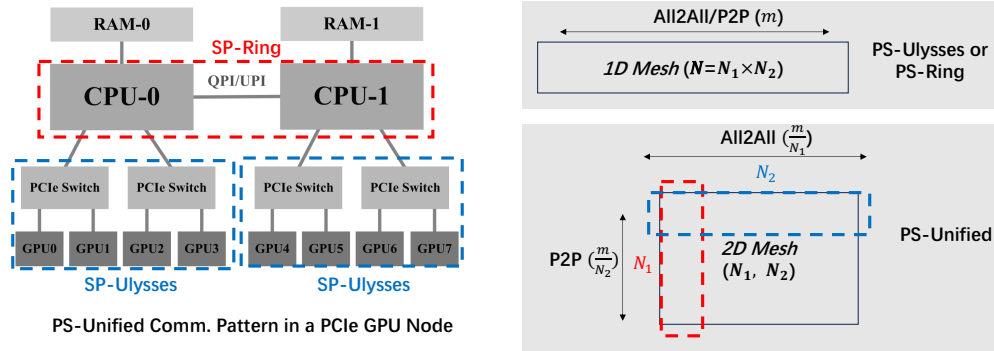 RAM-0
RAM-1
SP-Ring
CPU-0
QPI/UPI
CPU-1
PCIe Switch
PCIe Switch
PCIe Switch
PCIe Switch
GPU0
GPU1
GPU2
GPU3
GPU4
GPU5
GPU6
GPU7
SP-Ulysses
SP-Ulysses
PS-Unified Comm. Pattern in a PCIe GPU Node
All2All/P2P (m)
1D Mesh (N=N₁×N₂)
PS-Ulysses or
PS-Ring
All2All (m/N₁)
N₂
P2P (m/N₂)
N₁
2D Mesh
(N₁, N₂)
PS-Unified